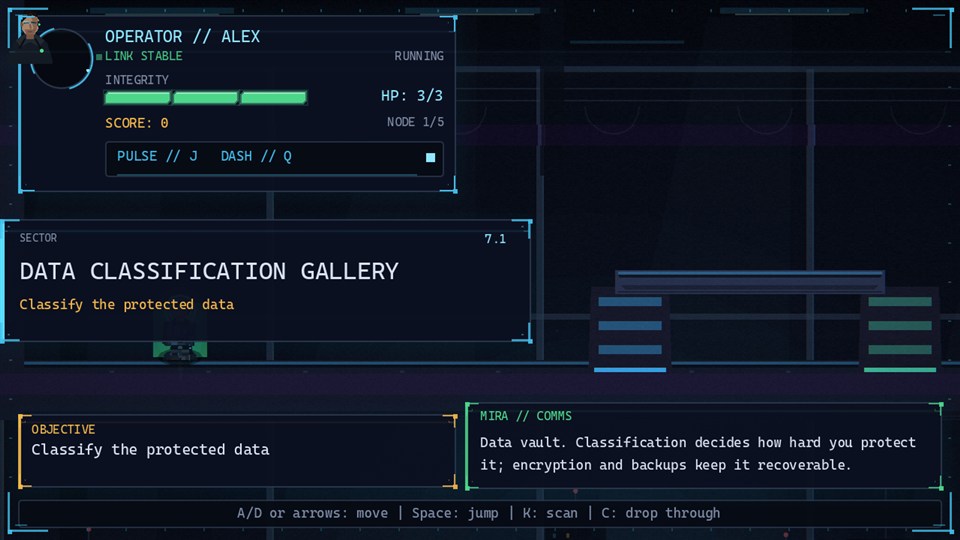 OPERATOR // ALEX
LINK STABLE
RUNNING
INTEGRITY
HP: 3/3
SCORE: 0
NODE 1/5
PULSE // J DASH // Q
SECTOR
7.1
DATA CLASSIFICATION GALLERY
Classify the protected data
OBJECTIVE
Classify the protected data
MIRA // COMMS
Data vault. Classification decides how hard you protect
it; encryption and backups keep it recoverable.
A/D or arrows: move | Space: jump | K: scan | C: drop through